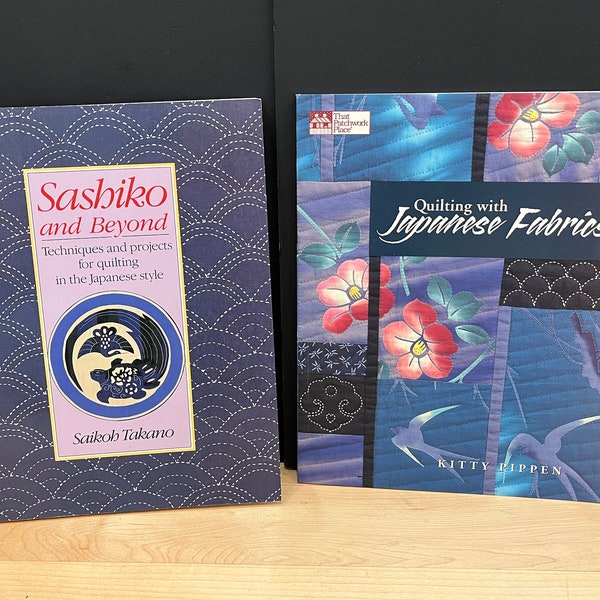 Sashiko
and Beyond
Techniques and projects
for quilting
in the Japanese style
Saikoh Takano
That
Patchwork
Place
Quilting with
Japanese Fabrics
KITTY PIPPEN